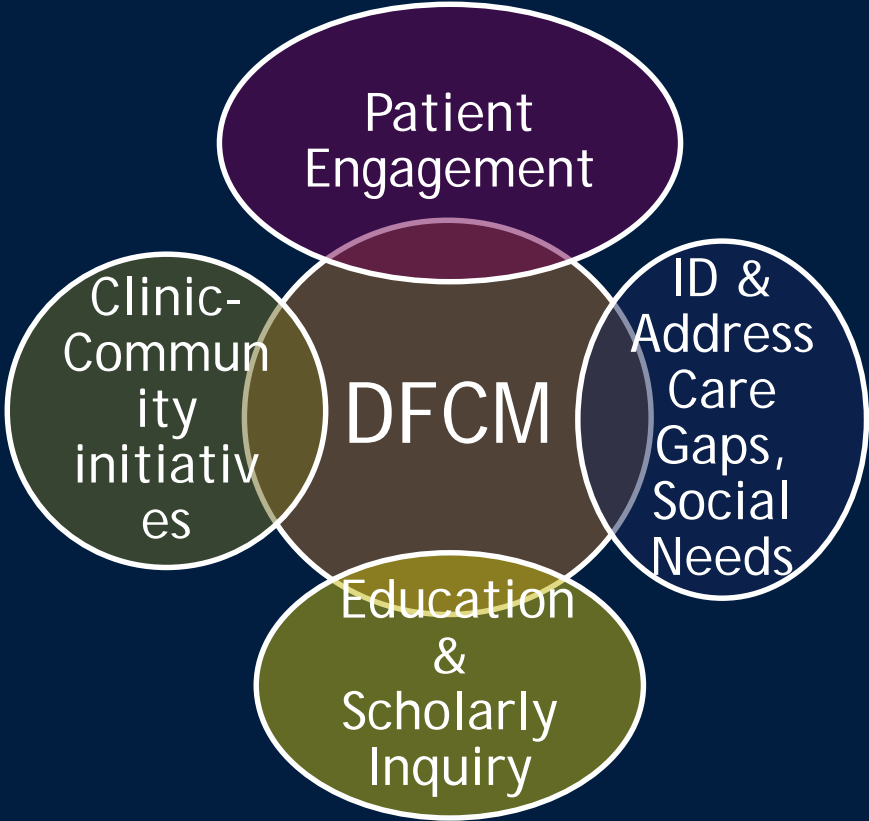 Patient
Engagement
Clinic-
Commun
ity
initiativ
es
DFCM
ID &
Address
Care
Gaps,
Social
Needs
Education
&
Scholarly
Inquiry